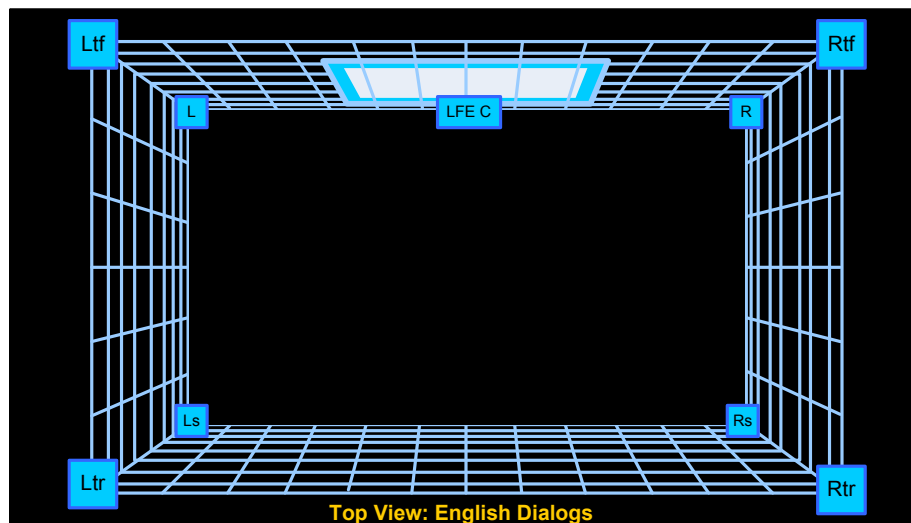 Ltf
Rtf
L
LFE C
R
Ls
Rs
Ltr
Rtr
Top View: English Dialogs